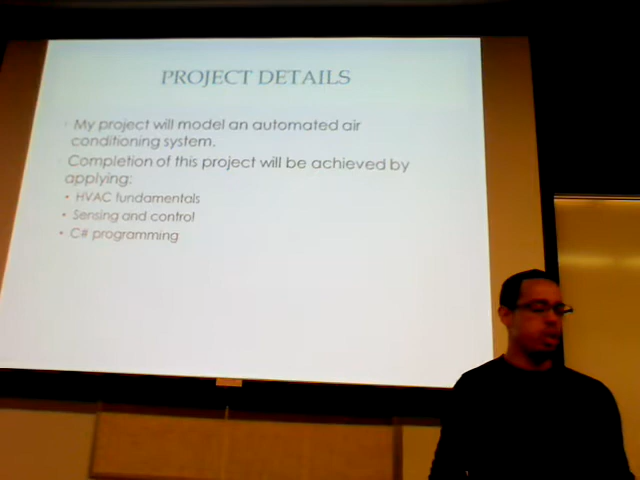 PROJECT DETAILS
My project will model an automated air
conditioning system.
Completion of this project will be achieved by
applying:
• HVAC fundamentals
• Sensing and control
• C# programming